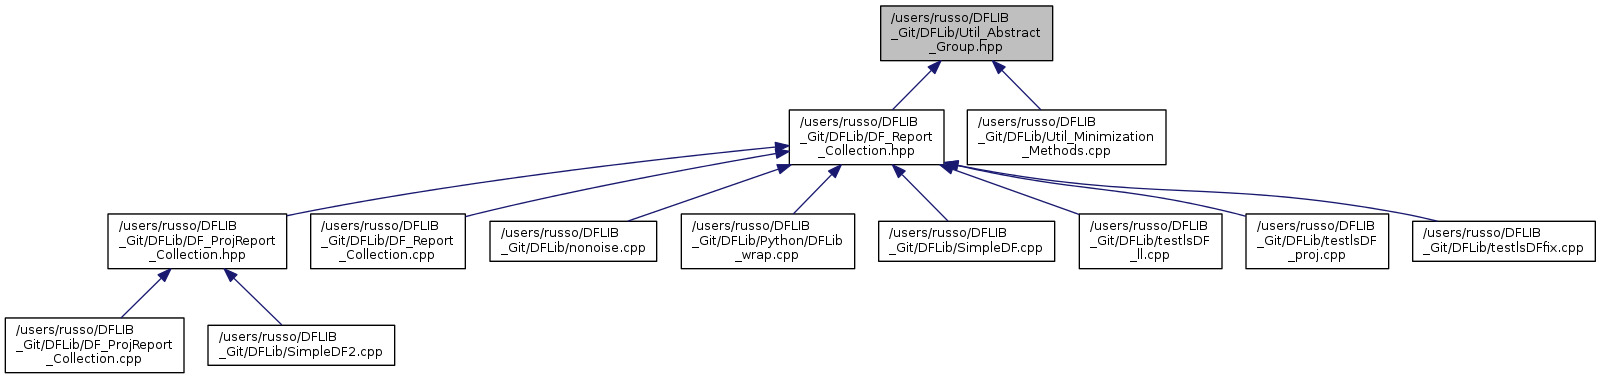 /users/russo/DFLIB
_Git/DFLib/Util_Abstract
_Group.hpp
/users/russo/DFLIB
_Git/DFLib/DF_Report
_Collection.hpp
/users/russo/DFLIB
_Git/DFLib/Util_Minimization
_Methods.cpp
/users/russo/DFLIB
_Git/DFLib/DF_ProjReport
_Collection.hpp
/users/russo/DFLIB
_Git/DFLib/DF_Report
_Collection.cpp
/users/russo/DFLIB
_Git/DFLib/nonoise.cpp
/users/russo/DFLIB
_Git/DFLib/Python/DFLib
_wrap.cpp
/users/russo/DFLIB
_Git/DFLib/SimpleDF.cpp
/users/russo/DFLIB
_Git/DFLib/testlsDF
_ll.cpp
/users/russo/DFLIB
_Git/DFLib/testlsDF
_proj.cpp
/users/russo/DFLIB
_Git/DFLib/testlsDFfix.cpp
/users/russo/DFLIB
_Git/DFLib/DF_ProjReport
_Collection.cpp
/users/russo/DFLIB
_Git/DFLib/SimpleDF2.cpp